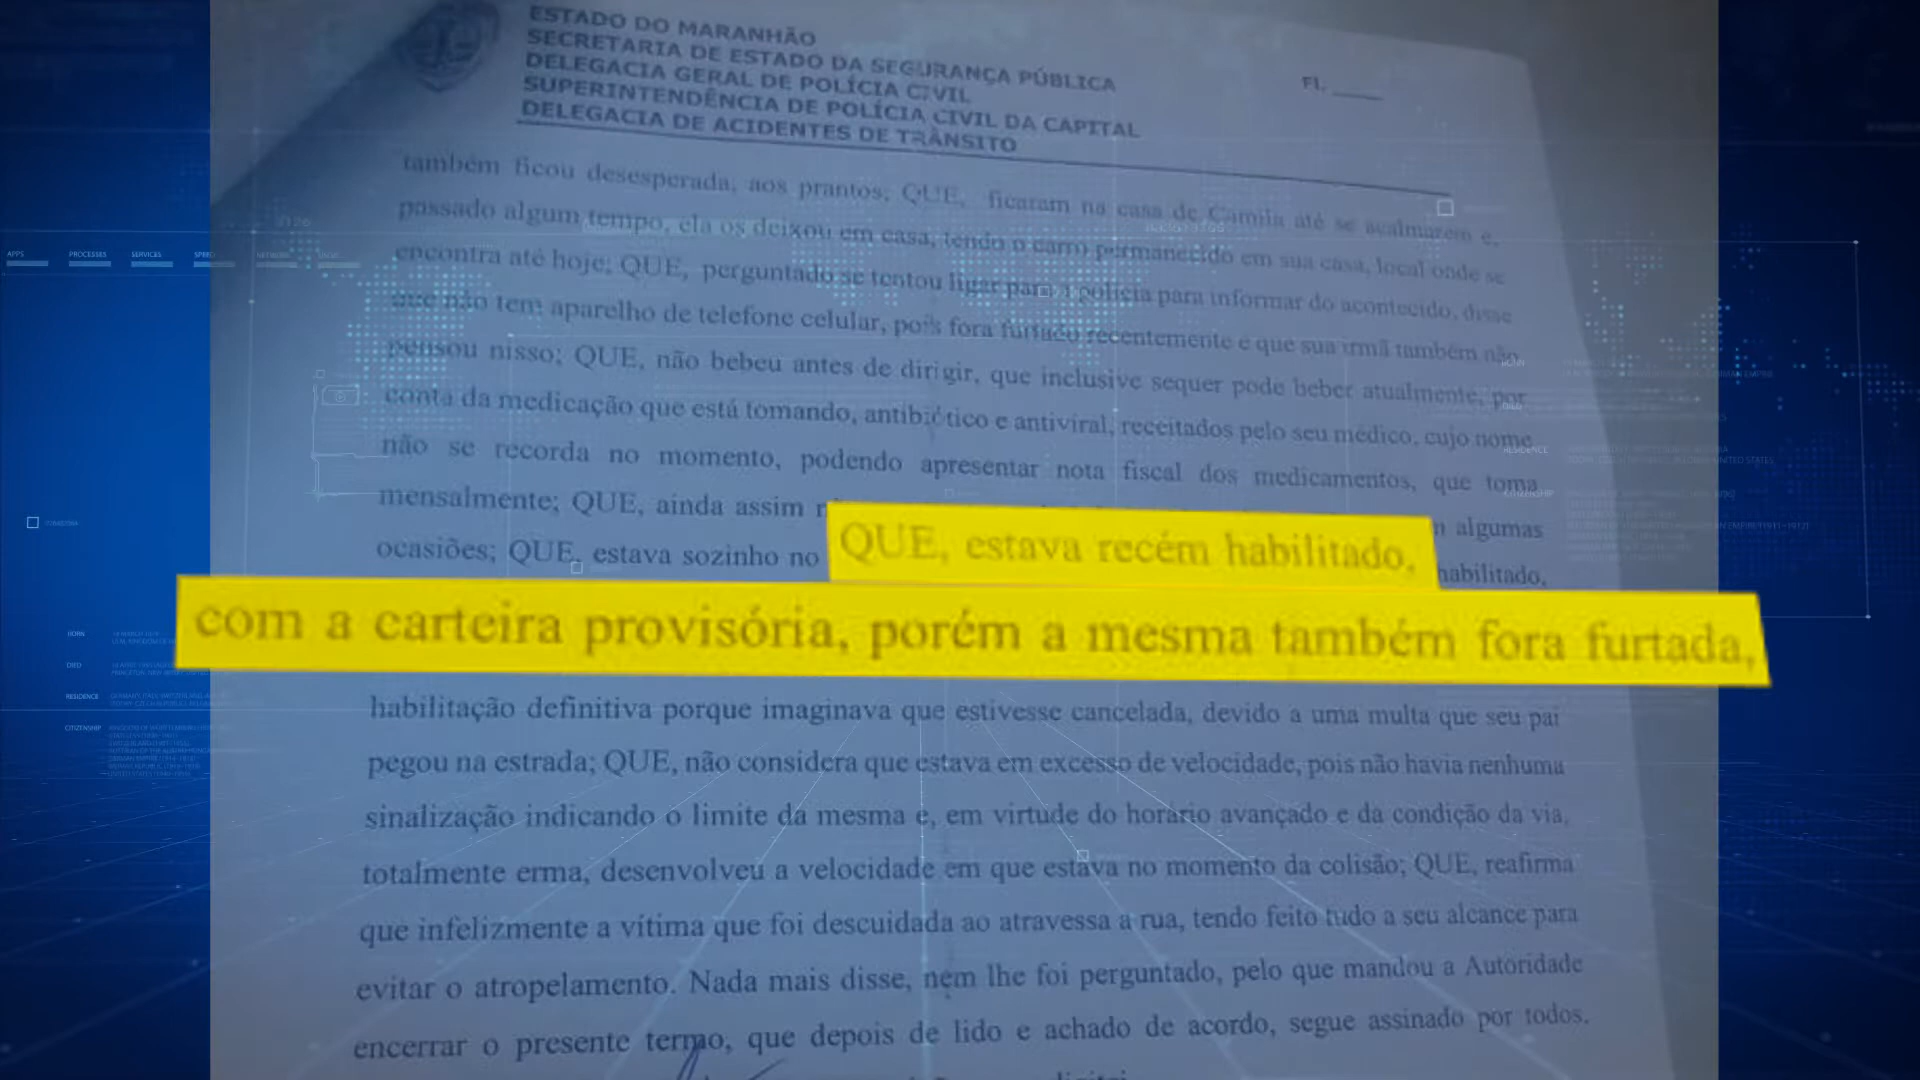 ESTADO DO MARANHÃO
SECRETARIA DE ESTADO DA SEGURANÇA PÚBLICA
DELEGACIA GERAL DE POLÍCIA CIVIL
SUPERINTENDÊNCIA DE POLÍCIA CIVIL DA CAPITAL
DELEGACIA DE ACIDENTES DE TRÂNSITO
Fl. ____
também ficou desesperada, aos prantos; QUE, ficaram na casa de Camila até se acalmarem e,
passado algum tempo, ela os deixou em casa, tendo o carro permanecido em sua casa, local onde se
encontra até hoje; QUE, perguntado se tentou ligar para a polícia para informar do acontecido, disse
que não tem aparelho de telefone celular, pois fora furtado recentemente e que sua irmã também não
pensou nisso; QUE, não bebeu antes de dirigir, que inclusive sequer pode beber atualmente, por
conta da medicação que está tomando, antibiótico e antiviral, receitados pelo seu médico, cujo nome
não se recorda no momento, podendo apresentar nota fiscal dos medicamentos, que toma
mensalmente; QUE, ainda assim algumas
ocasiões; QUE, estava sozinho no habilitado,
QUE, estava recém habilitado,
com a carteira provisória, porém a mesma também fora furtada,
habilitação definitiva porque imaginava que estivesse cancelada, devido a uma multa que seu pai
pegou na estrada; QUE, não considera que estava em excesso de velocidade, pois não havia nenhuma
sinalização indicando o limite da mesma e, em virtude do horário avançado e da condição da via,
totalmente erma, desenvolveu a velocidade em que estava no momento da colisão; QUE, reafirma
que infelizmente a vítima que foi descuidada ao atravessa a rua, tendo feito tudo a seu alcance para
evitar o atropelamento. Nada mais disse, nem lhe foi perguntado, pelo que mandou a Autoridade
encerrar o presente termo, que depois de lido e achado de acordo, segue assinado por todos.
APPS PROCESSES SERVICES
BORN
DIED
RESIDENCE
CITIZENSHIP